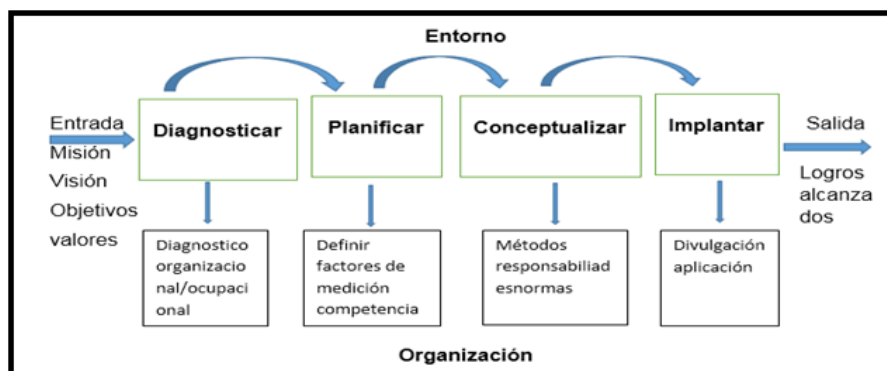 Entorno
Entrada
Misión
Visión
Objetivos
valores
Diagnosticar
Planificar
Conceptualizar
Implantar
Salida
Logros
alcanza
dos
Diagnostico
organizacio
nal/ocupaci
onal
Definir
factores de
medición
competencia
Métodos
responsabiliad
esnormas
Divulgación
aplicación
Organización